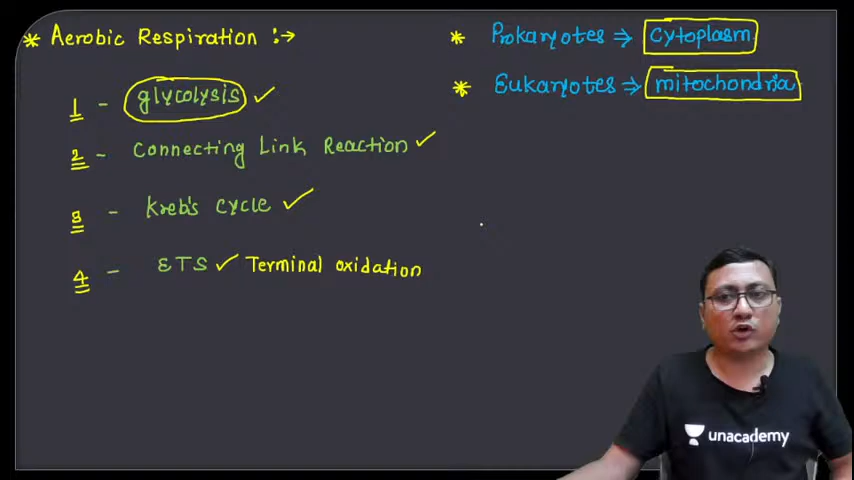 * Aerobic Respiration :→
1 - glycolysis ✓
2 - Connecting Link Reaction ✓
3 - Kreb's cycle ✓
4 - ETS ✓ Terminal oxidation
* Prokaryotes ⇒ Cytoplasm
* Eukaryotes ⇒ mitochondria
unacademy